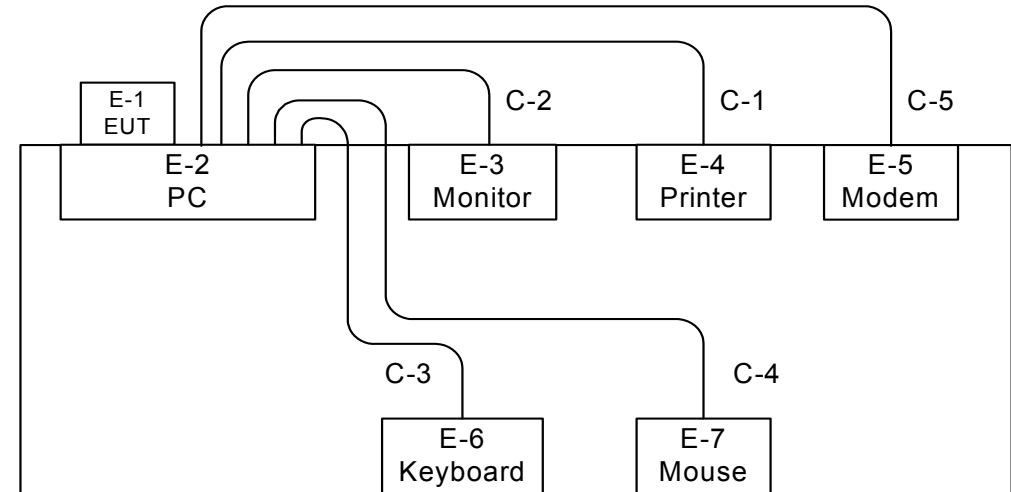 C-2
C-1
C-5
E-1
EUT
E-2
PC
E-3
Monitor
E-4
Printer
E-5
Modem
C-3
C-4
E-6
Keyboard
E-7
Mouse